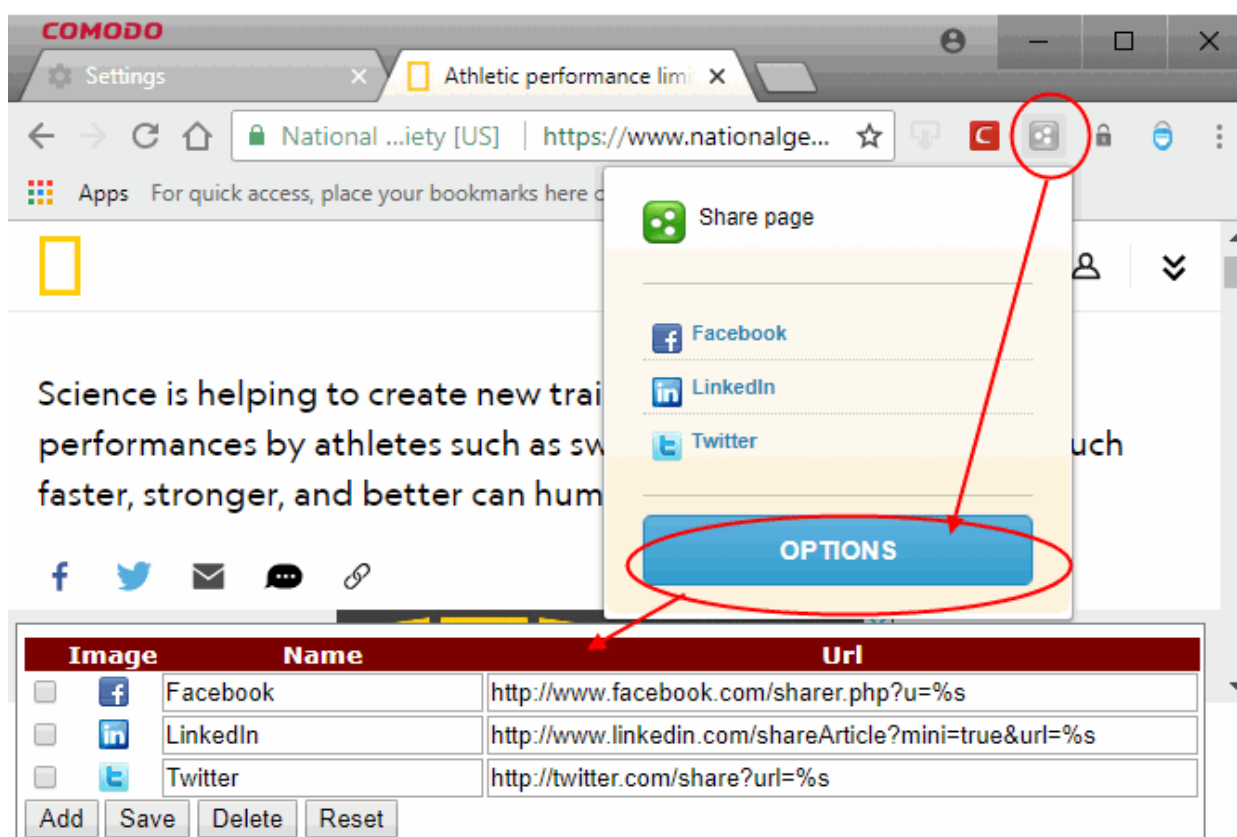 COMODO
Settings
Athletic performance limi
National ...iety [US] https://www.nationalge...
Apps For quick access, place your bookmarks here
Share page
Facebook
LinkedIn
Twitter
OPTIONS
Science is helping to create new trai
performances by athletes such as sw uch
faster, stronger, and better can hum
Image Name Url
Facebook http://www.facebook.com/sharer.php?u=%s
LinkedIn http://www.linkedin.com/shareArticle?mini=true&url=%s
Twitter http://twitter.com/share?url=%s
Add Save Delete Reset